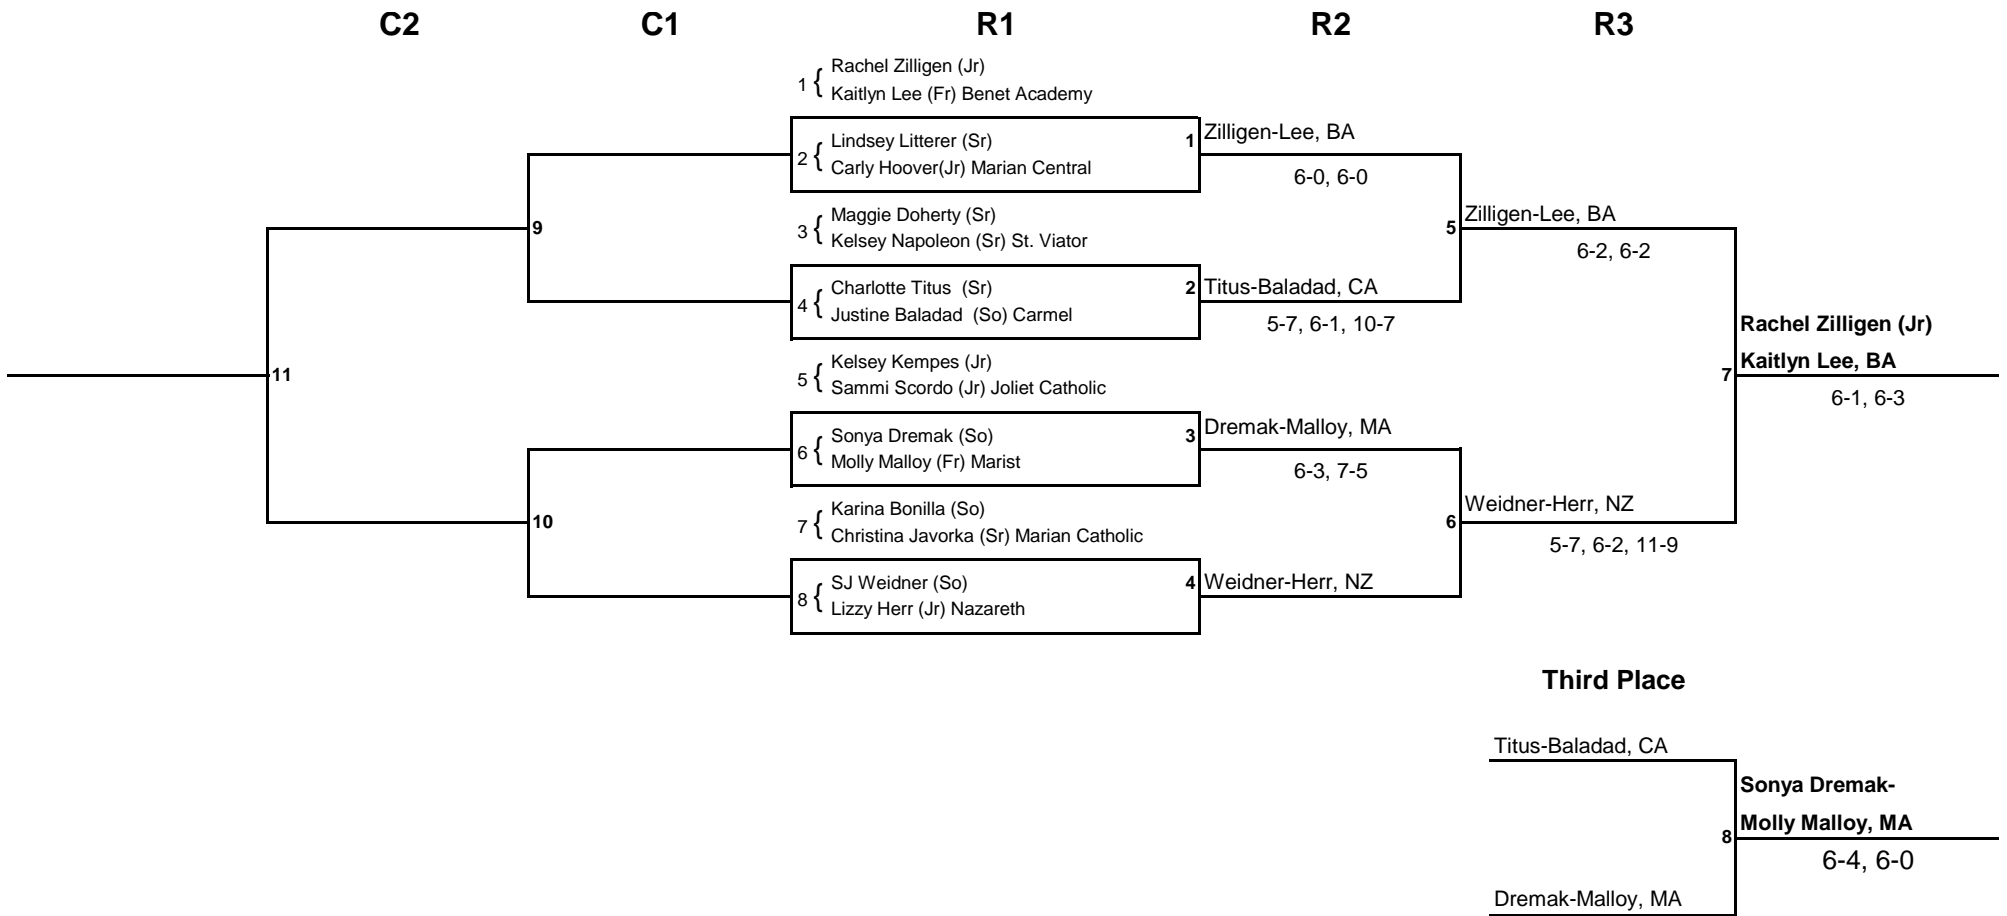 C2 C1 R1 R2 R3
Rachel Zilligen (Jr)
1 { Kaitlyn Lee (Fr) Benet Academy
Lindsey Litterer (Sr) 1 Zilligen-Lee, BA
2 { Carly Hoover(Jr) Marian Central 6-0, 6-0
Maggie Doherty (Sr) Zilligen-Lee, BA
9 3 { Kelsey Napoleon (Sr) St. Viator 5 6-2, 6-2
Charlotte Titus (Sr) 2 Titus-Baladad, CA
4 { Justine Baladad (So) Carmel 5-7, 6-1, 10-7 Rachel Zilligen (Jr)
Kelsey Kempes (Jr) Kaitlyn Lee, BA
11 5 { Sammi Scordo (Jr) Joliet Catholic 7 6-1, 6-3
Sonya Dremak (So) 3 Dremak-Malloy, MA
6 { Molly Malloy (Fr) Marist 6-3, 7-5
Karina Bonilla (So) Weidner-Herr, NZ
10 7 { Christina Javorka (Sr) Marian Catholic 6 5-7, 6-2, 11-9
SJ Weidner (So) 4 Weidner-Herr, NZ
8 { Lizzy Herr (Jr) Nazareth
Third Place
Titus-Baladad, CA
Sonya Dremak-
Molly Malloy, MA
8 6-4, 6-0
Dremak-Malloy, MA